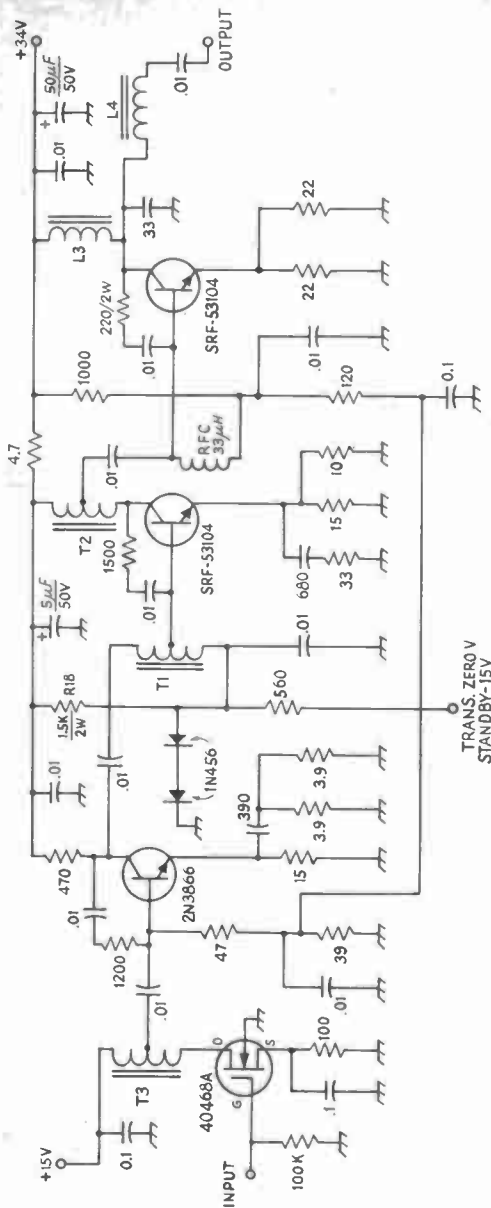 +15V
0.1
T3
INPUT
100K
40468A
G
D
S
.1
100
.01
1200
.01
470
2N3866
47
.01
39
15
390
3.9
3.9
.01
.01
1N456
R18
1.5K
2W
5µF
50V
+
T1
560
TRANS. ZERO V
STANDBY-15V
.01
.01
1500
T2
SRF-53104
680
33
15
10
4.7
.01
RFC
33µH
1000
120
0.1
.01
.01
220/2W
SRF-53104
22
22
33
L3
.01
50µF
50V
+
+34V
L4
.01
OUTPUT